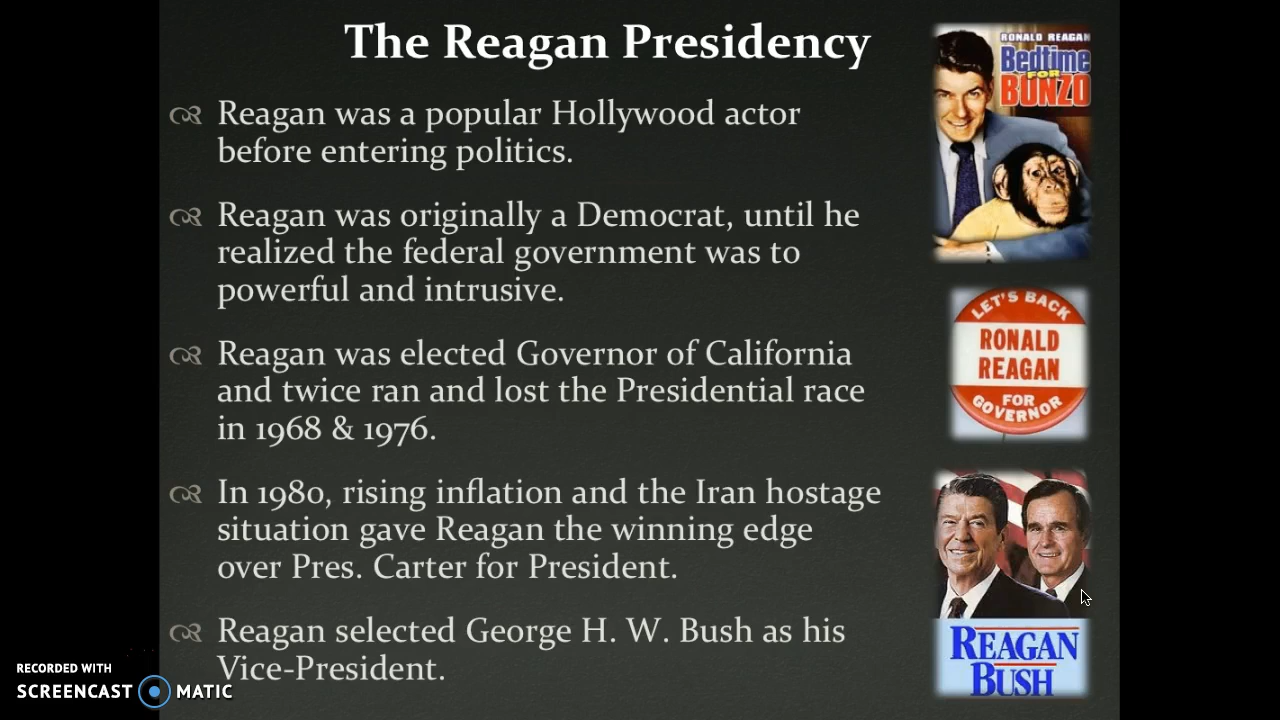 The Reagan Presidency
Reagan was a popular Hollywood actor
before entering politics.
Reagan was originally a Democrat, until he
realized the federal government was to
powerful and intrusive.
Reagan was elected Governor of California
and twice ran and lost the Presidential race
in 1968 & 1976.
In 1980, rising inflation and the Iran hostage
situation gave Reagan the winning edge
over Pres. Carter for President.
Reagan selected George H. W. Bush as his
Vice-President.
RONALD REAGAN
Bedtime
FOR
BONZO
LET'S BACK
RONALD
REAGAN
FOR
GOVERNOR
REAGAN
BUSH
RECORDED WITH
SCREENCAST MATIC